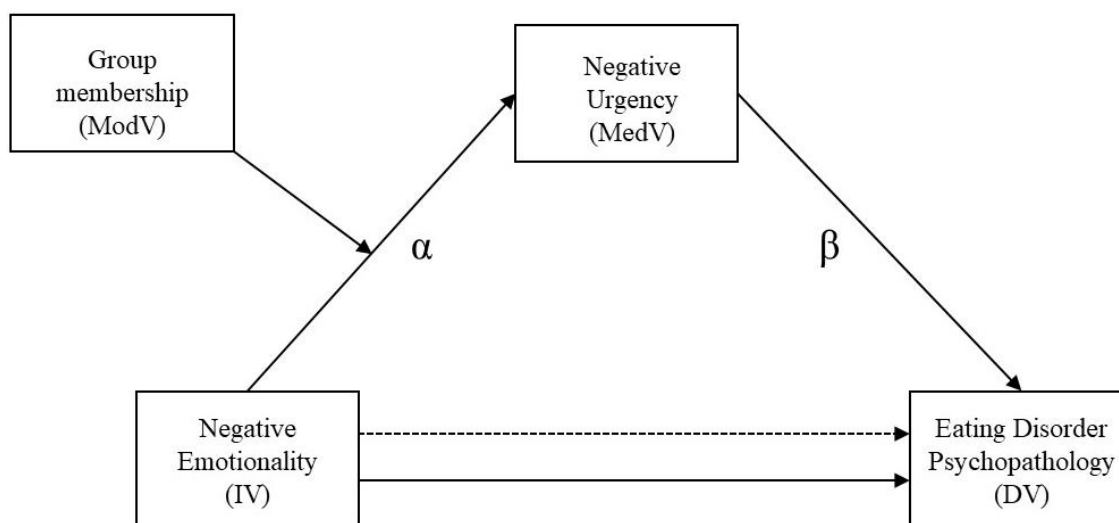 Group
membership
(ModV)
Negative
Urgency
(MedV)
α
β
Negative
Emotionality
(IV)
Eating Disorder
Psychopathology
(DV)